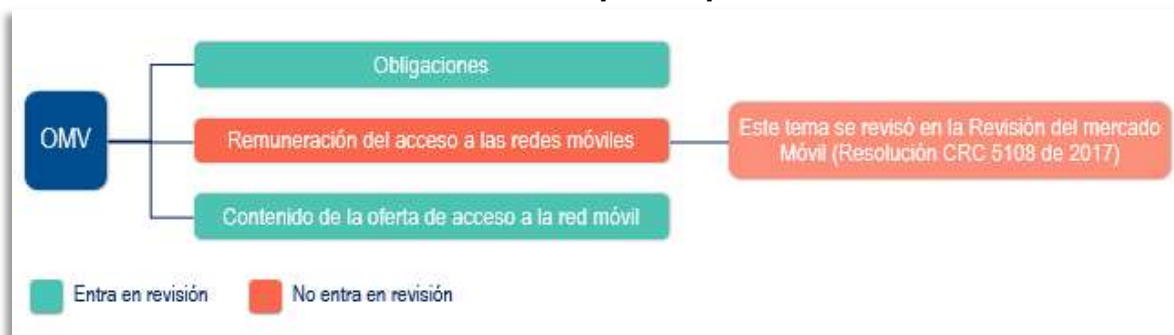 Obligaciones
OMV
Remuneración del acceso a las redes móviles
Este tema se revisó en la Revisión del mercado
Móvil (Resolución CRC 5108 de 2017)
Contenido de la oferta de acceso a la red móvil
Entra en revisión
No entra en revisión